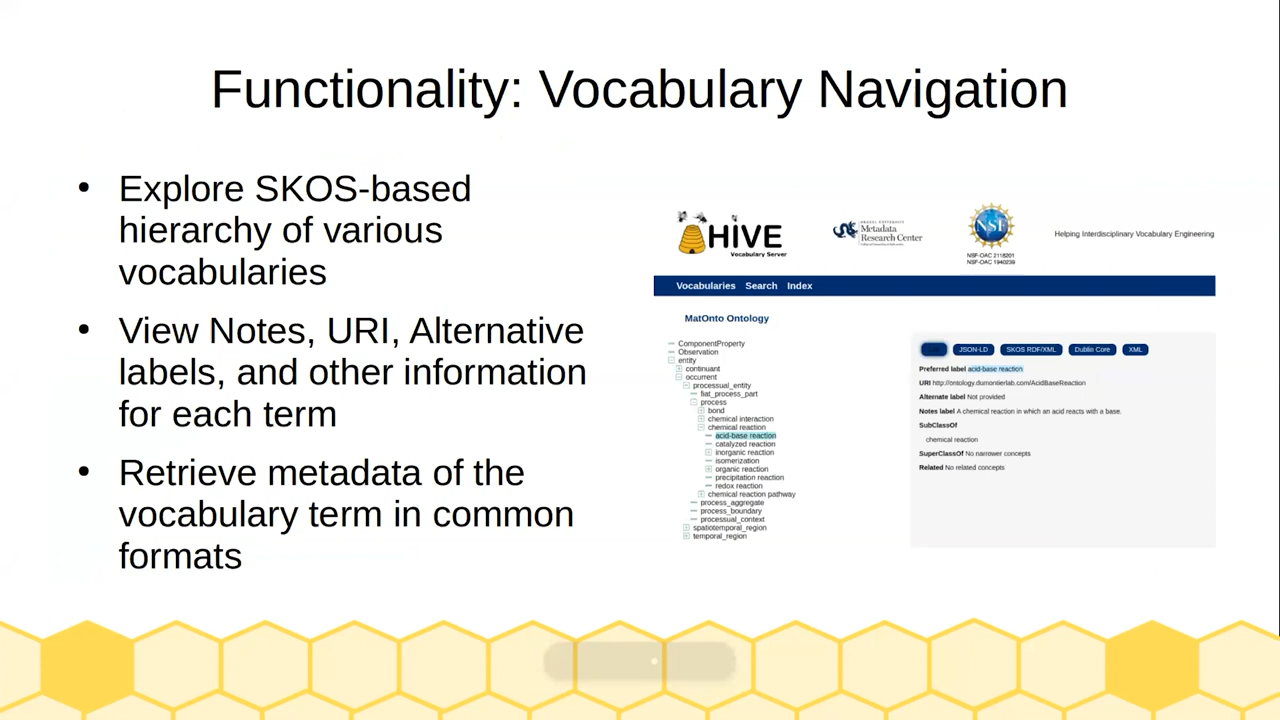 Functionality: Vocabulary Navigation
• Explore SKOS-based
hierarchy of various
vocabularies
• View Notes, URI, Alternative
labels, and other information
for each term
• Retrieve metadata of the
vocabulary term in common
formats
HIVE
Vocabulary Server
Metadata
Research Center
NSF
NSF-OAC 2118201
NSF-OAC 1940239
Helping Interdisciplinary Vocabulary Engineering
Vocabularies Search Index
MatOnto Ontology
ComponentProperty
Observation
entity
continuant
occurrent
processual_entity
fiat_process_part
process
bond
chemical interaction
chemical reaction
acid-base reaction
catalyzed reaction
inorganic reaction
isomerization
organic reaction
precipitation reaction
redox reaction
chemical reaction pathway
process_aggregate
process_boundary
processual_context
spatiotemporal_region
temporal_region
JSON-LD SKOS RDF/XML Dublin Core XML
Preferred label acid-base reaction
URI http://ontology.dumontierlab.com/AcidBaseReaction
Alternate label Not provided
Notes label A chemical reaction in which an acid reacts with a base.
SubClassOf
chemical reaction
SuperClassOf No narrower concepts
Related No related concepts